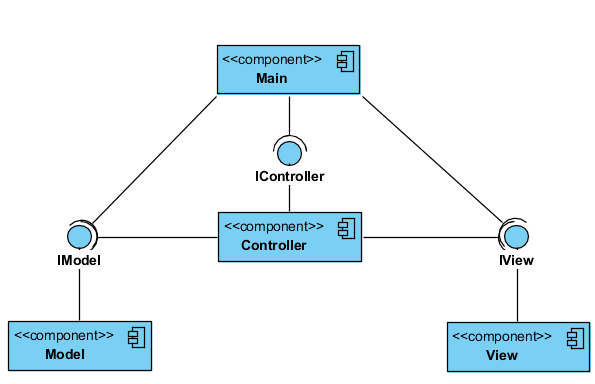 <<component>>
Main
IController
<<component>>
Controller
IModel
IView
<<component>>
Model
<<component>>
View